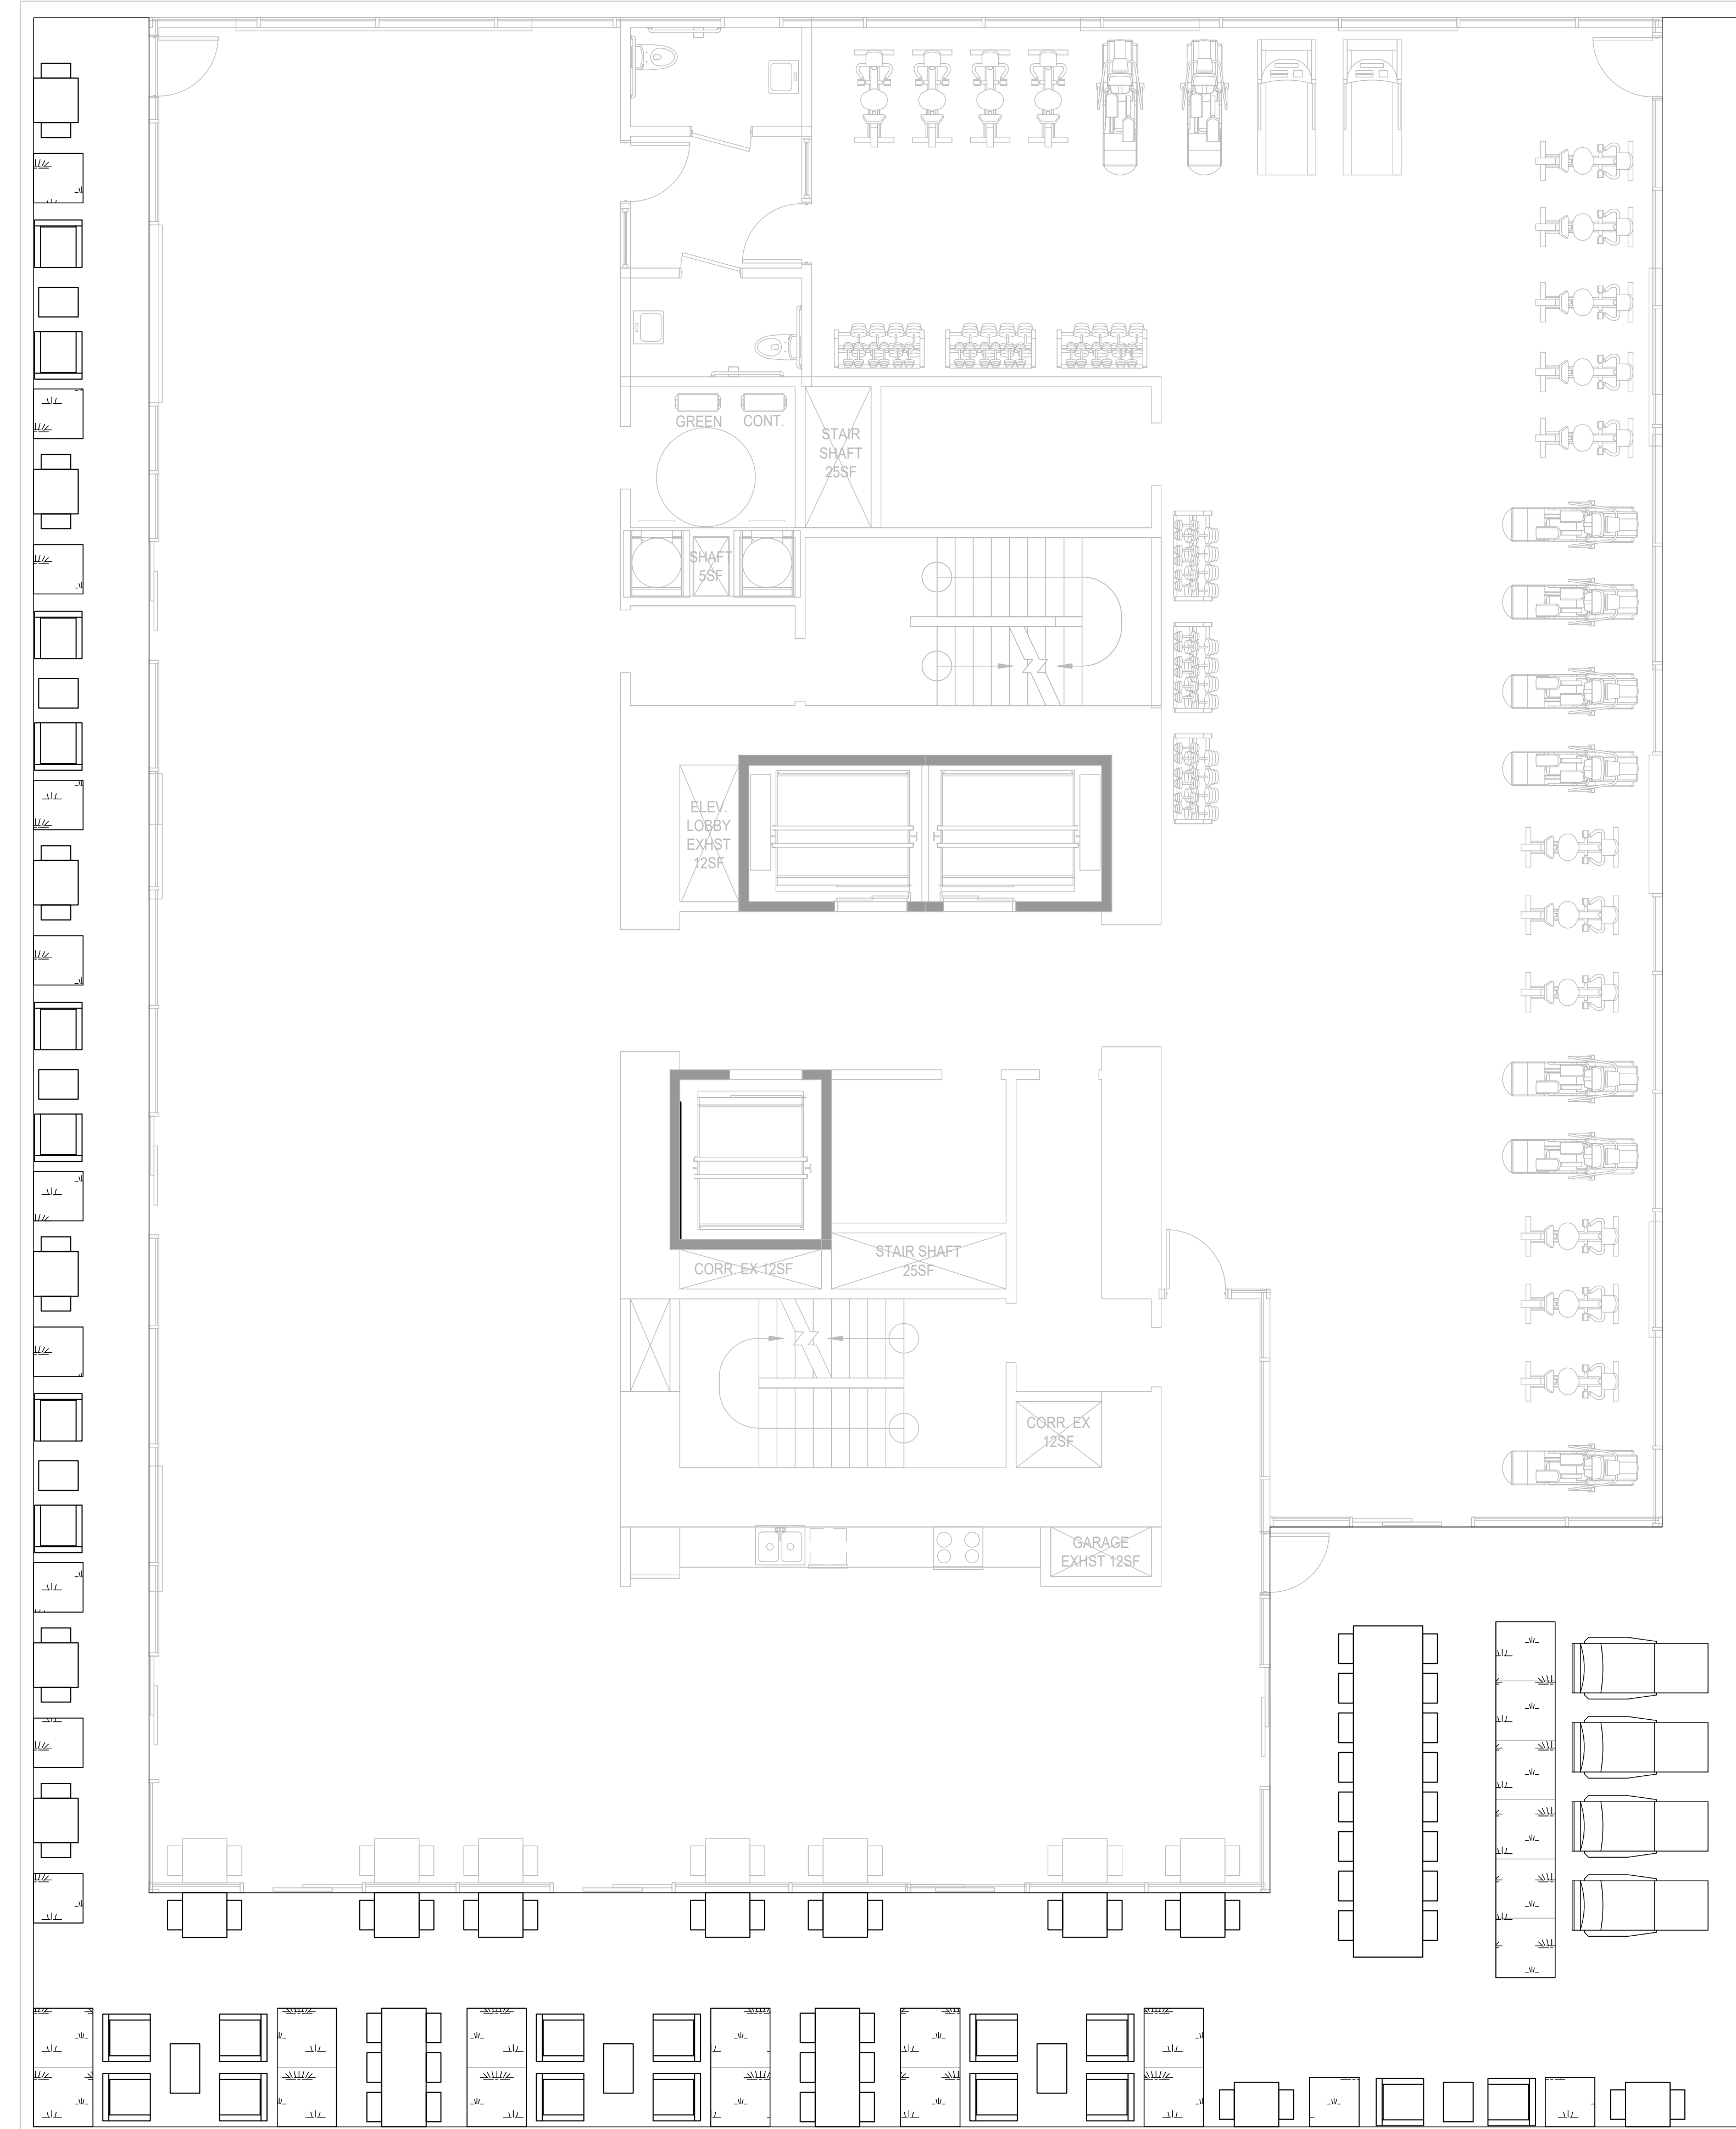 GREEN
CONT.
STAIR
SHAFT
25SF
SHAFT
5SF
ELEV.
LOBBY
EXHST
12SF
CORR. EX 12SF
STAIR SHAFT
25SF
CORR. EX
12SF
GARAGE
EXHST 12SF